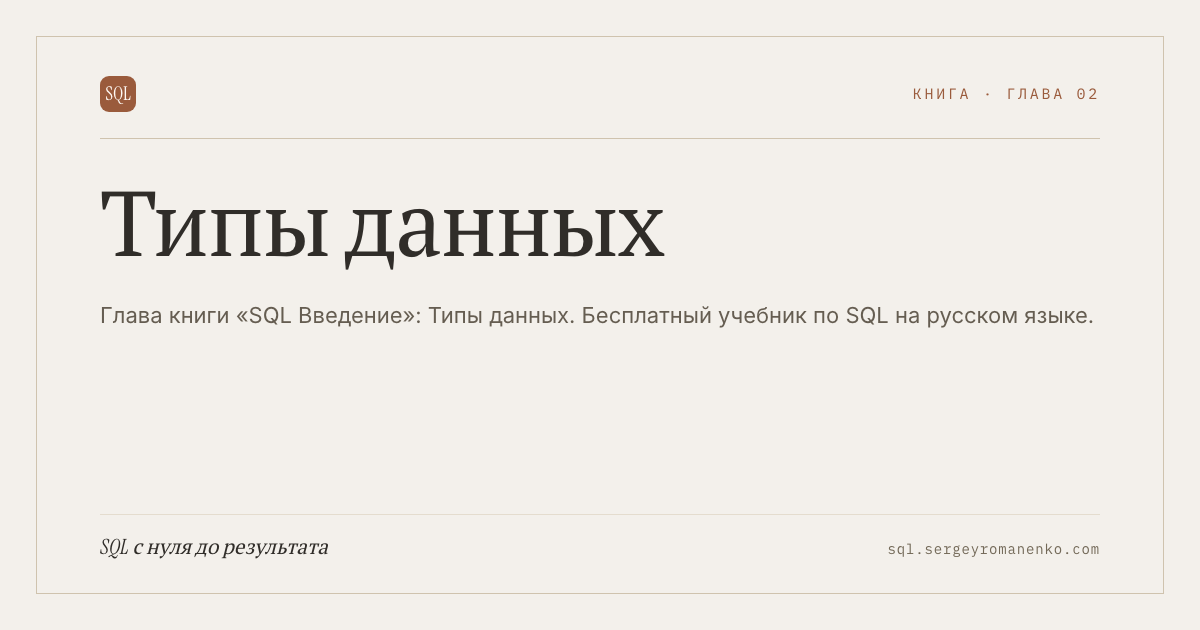 SQL
КНИГА · ГЛАВА 02
Типы данных
Глава книги «SQL Введение»: Типы данных. Бесплатный учебник по SQL на русском языке.
SQL с нуля до результата
sql.sergeyromanenko.com